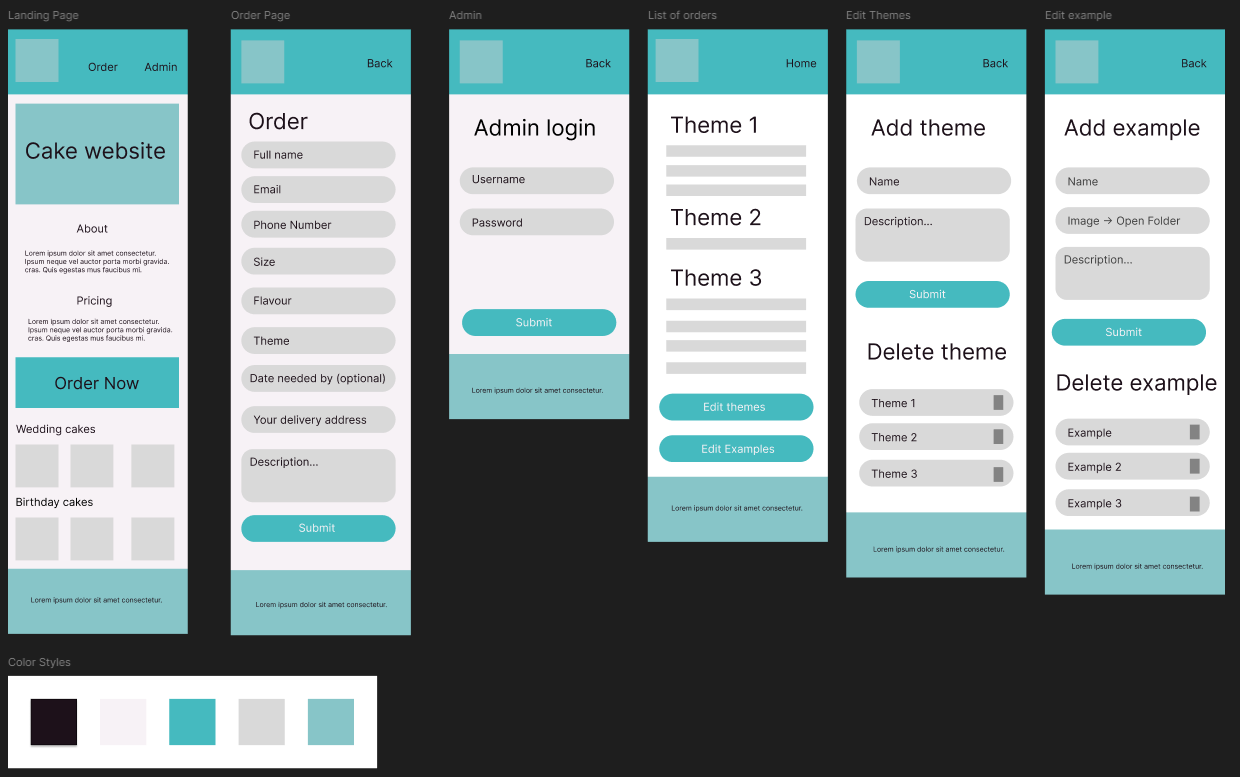 Landing Page
Order
Admin
Cake website
About
Lorem ipsum dolor sit amet consectetur.
Ipsum neque vel auctor porta morbi gravida.
cras. Quis egestas mus faucibus mi.
Pricing
Lorem ipsum dolor sit amet consectetur.
Ipsum neque vel auctor porta morbi gravida.
cras. Quis egestas mus faucibus mi.
Order Now
Wedding cakes
Birthday cakes
Lorem ipsum dolor sit amet consectetur.
Order Page
Back
Order
Full name
Email
Phone Number
Size
Flavour
Theme
Date needed by (optional)
Your delivery address
Description...
Submit
Lorem ipsum dolor sit amet consectetur.
Admin
Back
Admin login
Username
Password
Submit
Lorem ipsum dolor sit amet consectetur.
List of orders
Home
Theme 1
Theme 2
Theme 3
Edit themes
Edit Examples
Lorem ipsum dolor sit amet consectetur.
Edit Themes
Back
Add theme
Name
Description...
Submit
Delete theme
Theme 1
Theme 2
Theme 3
Lorem ipsum dolor sit amet consectetur.
Edit example
Back
Add example
Name
Image → Open Folder
Description...
Submit
Delete example
Example
Example 2
Example 3
Lorem ipsum dolor sit amet consectetur.
Color Styles